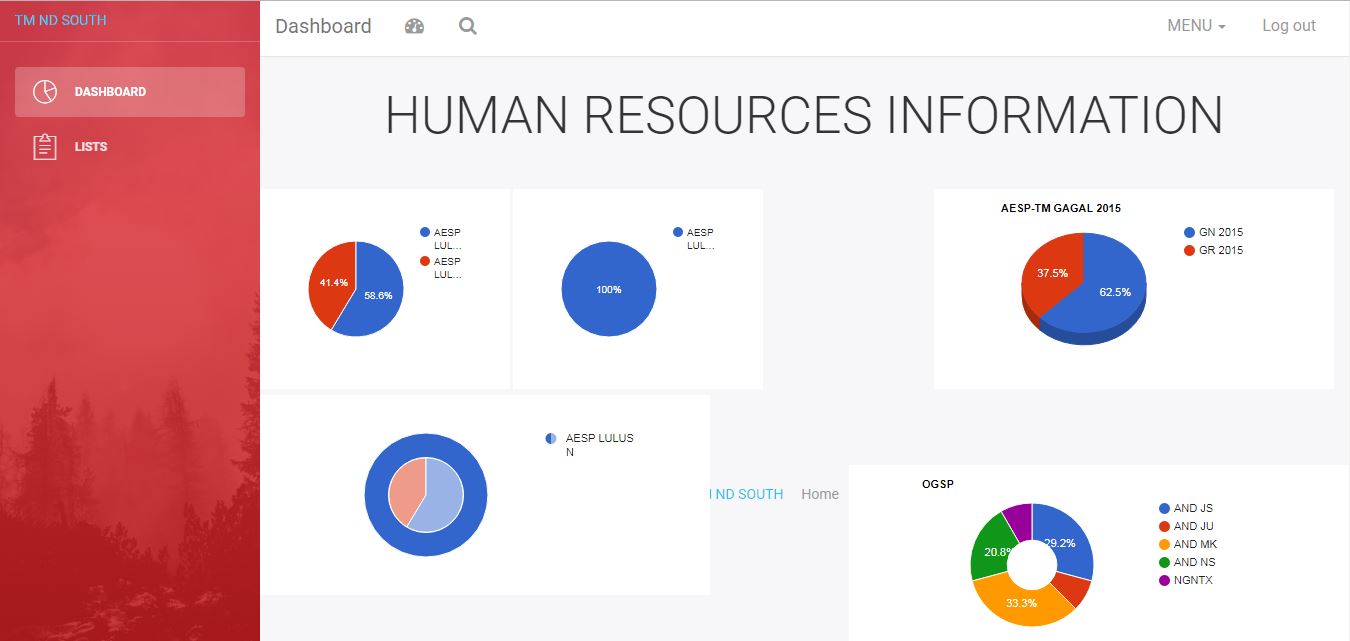 TM ND SOUTH
Dashboard
MENU
Log out
DASHBOARD
LISTS
HUMAN RESOURCES INFORMATION
AESP
LUL...
AESP
LUL...
41.4%
58.6%
AESP
LUL...
100%
AESP-TM GAGAL 2015
GN 2015
GR 2015
37.5%
62.5%
AESP LULUS
N
ND SOUTH Home
OGSP
AND JS
AND JU
AND MK
AND NS
NGNTX
29.2%
20.8%
33.3%